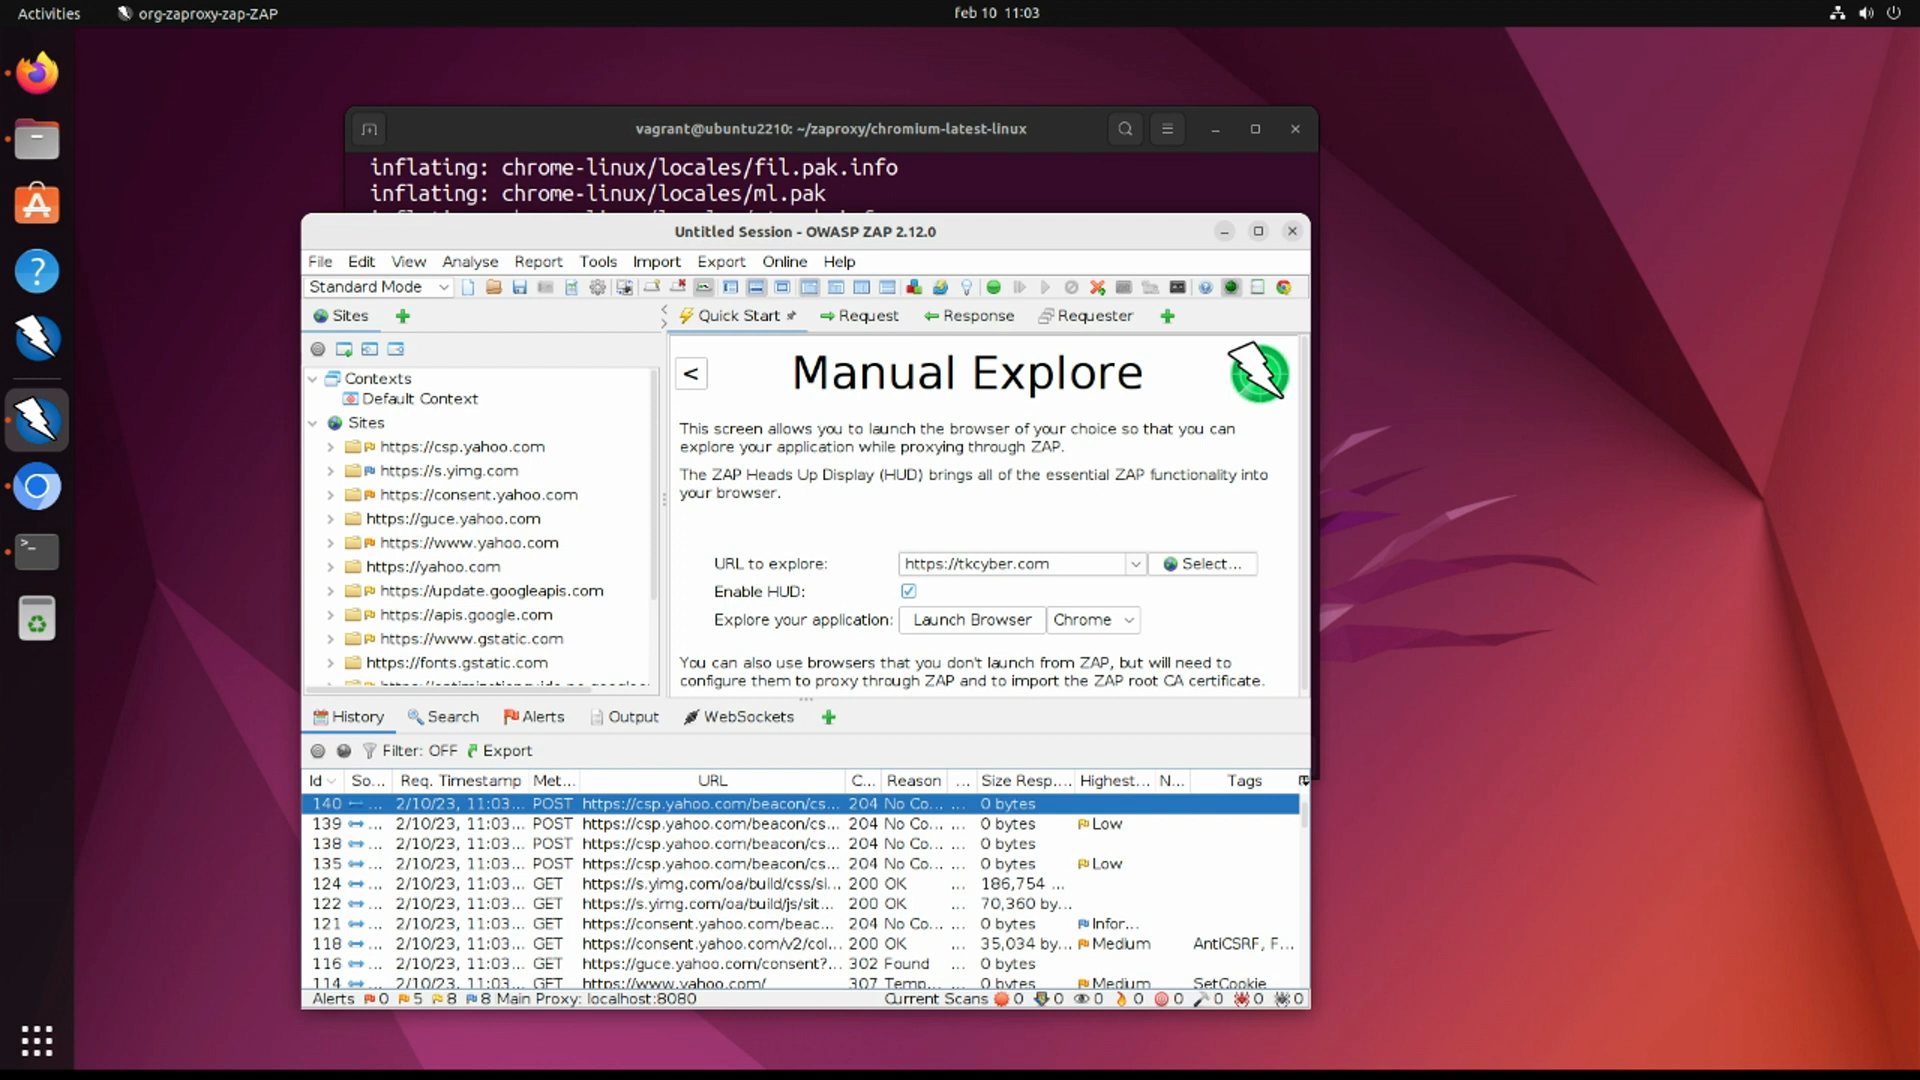 Activities
org-zaproxy-zap-ZAP
feb 10 11:03
vagrant@ubuntu2210: ~/zaproxy/chromium-latest-linux
inflating: chrome-linux/locales/fil.pak.info
inflating: chrome-linux/locales/ml.pak
Untitled Session - OWASP ZAP 2.12.0
File Edit View Analyse Report Tools Import Export Online Help
Standard Mode
Sites
Quick Start Request Response Requester
Contexts
Default Context
Sites
https://csp.yahoo.com
https://s.yimg.com
https://consent.yahoo.com
https://guce.yahoo.com
https://www.yahoo.com
https://yahoo.com
https://update.googleapis.com
https://apis.google.com
https://www.gstatic.com
https://fonts.gstatic.com
<
Manual Explore
This screen allows you to launch the browser of your choice so that you can
explore your application while proxying through ZAP.
The ZAP Heads Up Display (HUD) brings all of the essential ZAP functionality into
your browser.
URL to explore: https://tkcyber.com Select...
Enable HUD:
Explore your application: Launch Browser Chrome
You can also use browsers that you don't launch from ZAP, but will need to
configure them to proxy through ZAP and to import the ZAP root CA certificate.
History Search Alerts Output WebSockets
Filter: OFF Export
Id So... Req. Timestamp Met... URL C... Reason ... Size Resp.... Highest... N... Tags
140 ... 2/10/23, 11:03... POST https://csp.yahoo.com/beacon/cs... 204 No Co... ... 0 bytes
139 ... 2/10/23, 11:03... POST https://csp.yahoo.com/beacon/cs... 204 No Co... ... 0 bytes Low
138 ... 2/10/23, 11:03... POST https://csp.yahoo.com/beacon/cs... 204 No Co... ... 0 bytes
135 ... 2/10/23, 11:03... POST https://csp.yahoo.com/beacon/cs... 204 No Co... ... 0 bytes Low
124 ... 2/10/23, 11:03... GET https://s.yimg.com/oa/build/css/si... 200 OK ... 186,754 ...
122 ... 2/10/23, 11:03... GET https://s.yimg.com/oa/build/js/sit... 200 OK ... 70,360 by...
121 ... 2/10/23, 11:03... GET https://consent.yahoo.com/beac... 204 No Co... ... 0 bytes Infor...
118 ... 2/10/23, 11:03... GET https://consent.yahoo.com/v2/col... 200 OK ... 35,034 by... Medium AntiCSRF, F...
116 ... 2/10/23, 11:03... GET https://guce.yahoo.com/consent?... 302 Found ... 0 bytes
114 ... 2/10/23, 11:03... GET https://www.yahoo.com/ 307 Temp... ... 0 bytes Medium SetCookie
Alerts 0 5 8 8 Main Proxy: localhost:8080 Current Scans 0 0 0 0 0 0 0 0